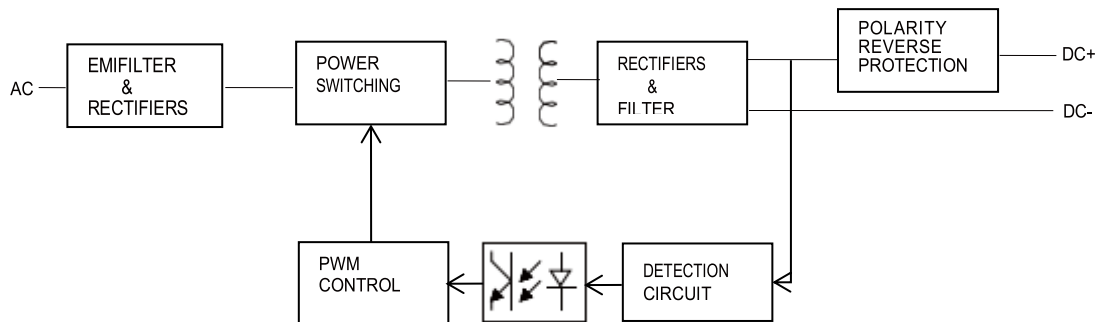 AC
EMIFILTER
&
RECTIFIERS
POWER
SWITCHING
RECTIFIERS
&
FILTER
POLARITY
REVERSE
PROTECTION
DC+
DC-
PWM
CONTROL
DETECTION
CIRCUIT